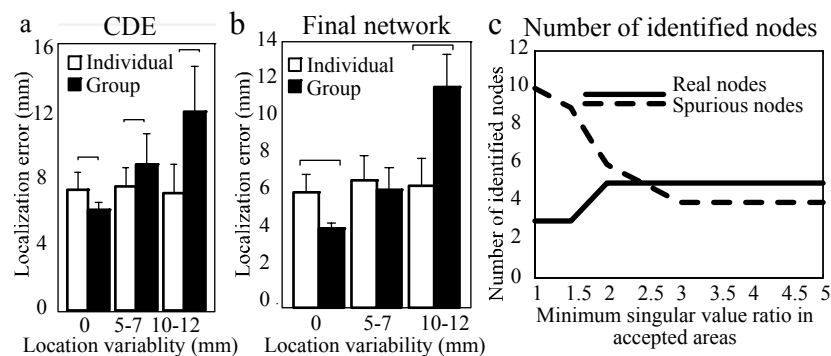 a
CDE
16
12
8
4
0
Localization error (mm)
Individual
Group
0
5-7
10-12
Location variablity (mm)
b
Final network
14
12
10
8
6
4
2
0
Localization error (mm)
Individual
Group
0
5-7
10-12
Location variability (mm)
c
Number of identified nodes
12
10
8
6
4
2
0
Number of identified nodes
Real nodes
Spurious nodes
1
1.5
2
2.5
3
3
4
4.5
5
Minimum singular value ratio in
accepted areas